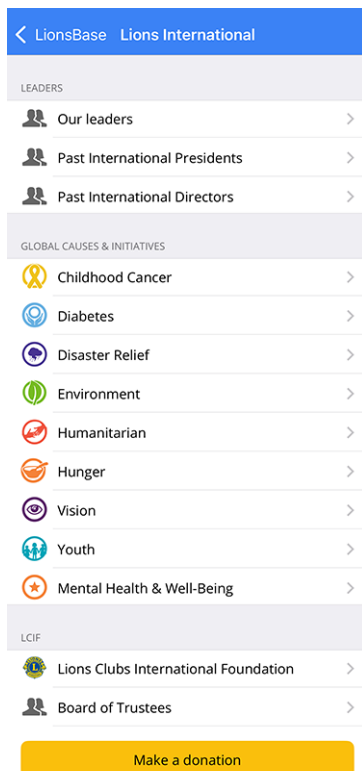 LionsBase Lions International
LEADERS
Our leaders
Past International Presidents
Past International Directors
GLOBAL CAUSES & INITIATIVES
Childhood Cancer
Diabetes
Disaster Relief
Environment
Humanitarian
Hunger
Vision
Youth
Mental Health & Well-Being
LCIF
Lions Clubs International Foundation
Board of Trustees
Make a donation